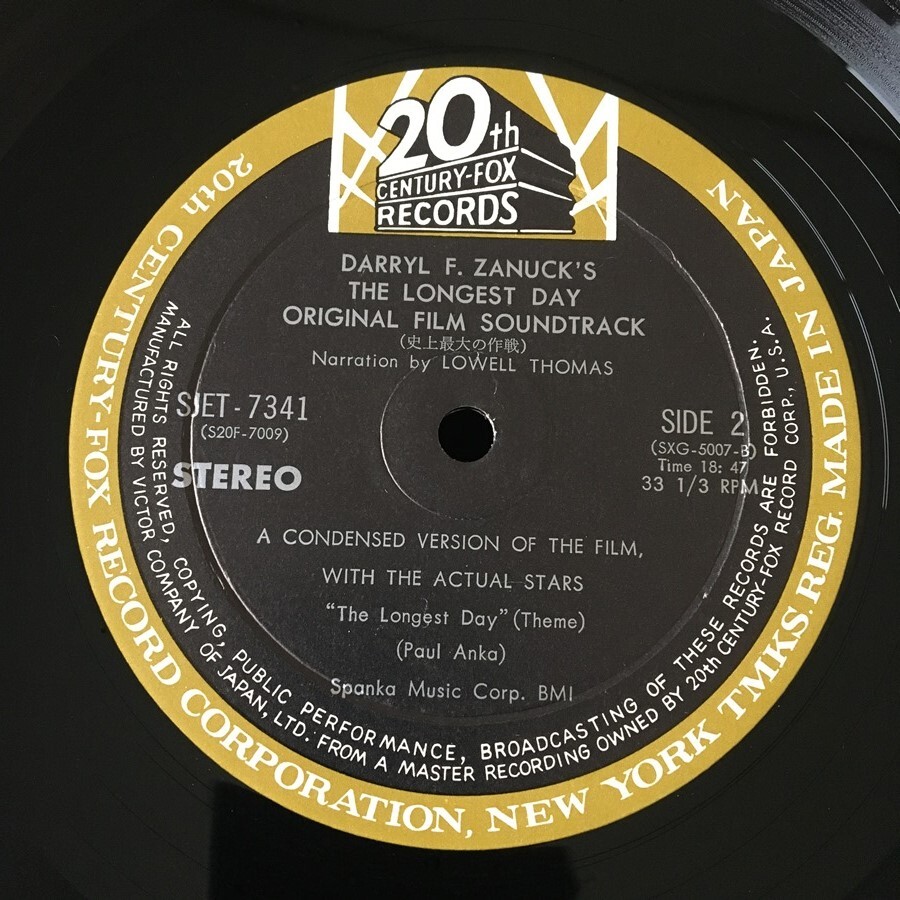 20th
CENTURY-FOX
RECORDS
DARRYL F. ZANUCK'S
THE LONGEST DAY
ORIGINAL FILM SOUNDTRACK
(史上最大の作戦)
Narration by LOWELL THOMAS
SJET-7341
(S20F-7009)
STEREO
SIDE 2
(SXG-5007-B)
Time 18: 47
33 1/3 RPM
A CONDENSED VERSION OF THE FILM,
WITH THE ACTUAL STARS
"The Longest Day" (Theme)
(Paul Anka)
Spanka Music Corp. BMI
ALL RIGHTS RESERVED, COPYING, PUBLIC PERFORMANCE, BROADCASTING OF THESE RECORDS ARE FORBIDDEN.
MANUFACTURED BY VICTOR COMPANY OF JAPAN, LTD. FROM A MASTER RECORDING OWNED BY 20th CENTURY-FOX RECORD CORP., U.S.A.
20th CENTURY-FOX RECORD CORPORATION, NEW YORK TMKS. REG. MADE IN JAPAN